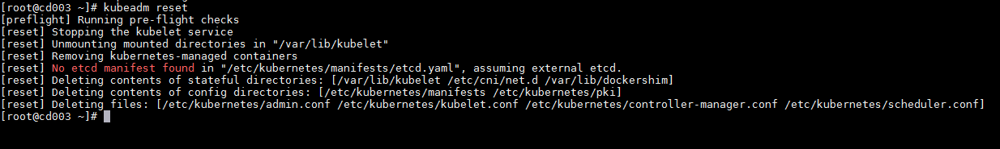 [root@cd003 ~]# kubeadm reset
[preflight] Running pre-flight checks
[reset] Stopping the kubelet service
[reset] Unmounting mounted directories in "/var/lib/kubelet"
[reset] Removing kubernetes-managed containers
[reset] No etcd manifest found in "/etc/kubernetes/manifests/etcd.yaml", assuming external etcd.
[reset] Deleting contents of stateful directories: [/var/lib/kubelet /etc/cni/net.d /var/lib/dockershim]
[reset] Deleting contents of config directories: [/etc/kubernetes/manifests /etc/kubernetes/pki]
[reset] Deleting files: [/etc/kubernetes/admin.conf /etc/kubernetes/kubelet.conf /etc/kubernetes/controller-manager.conf /etc/kubernetes/scheduler.conf]
[root@cd003 ~]#